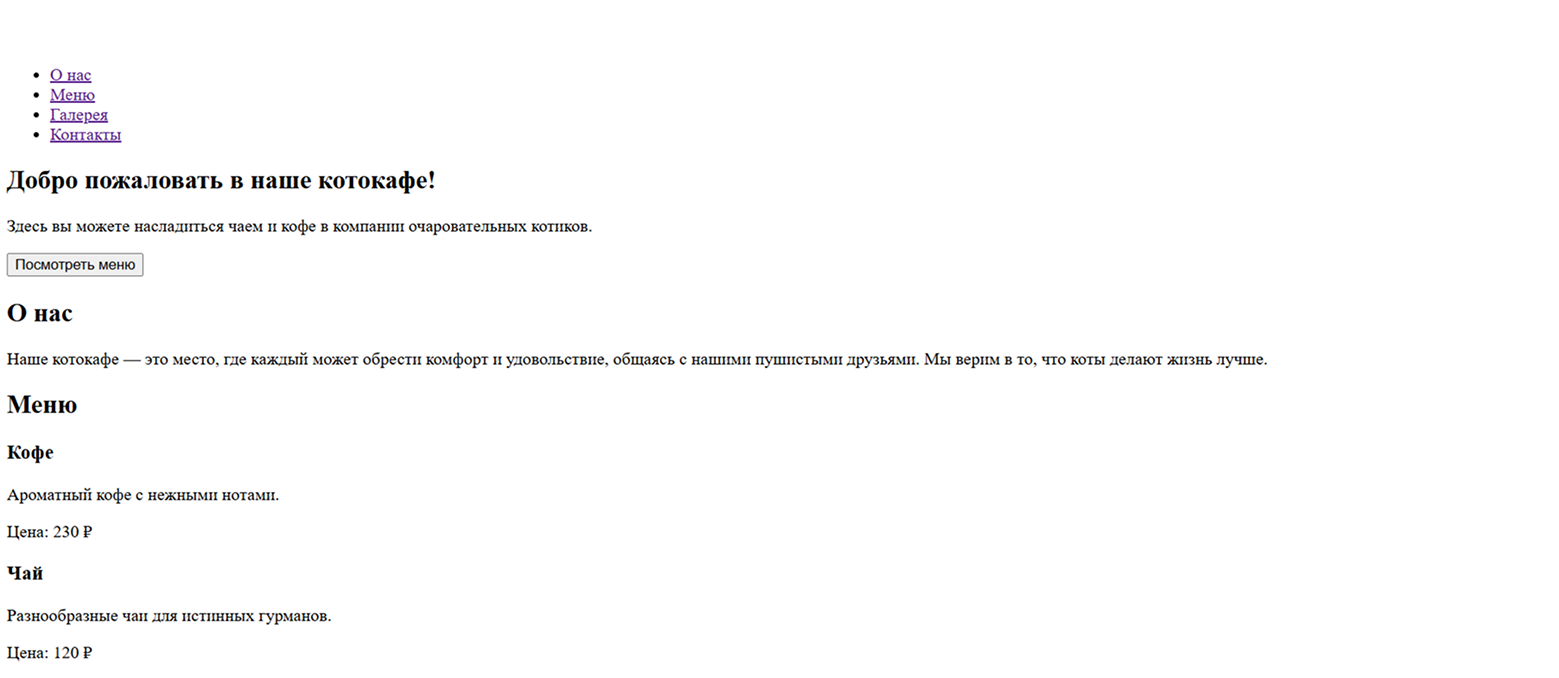 О нас
Меню
Галерея
Контакты
Добро пожаловать в наше котокафе!
Здесь вы можете насладиться чаем и кофе в компании очаровательных котиков.
Посмотреть меню
О нас
Наше котокафе — это место, где каждый может обрести комфорт и удовольствие, общаясь с нашими пушистыми друзьями. Мы верим в то, что коты делают жизнь лучше.
Меню
Кофе
Ароматный кофе с нежными нотами.
Цена: 230 ₽
Чай
Разнообразные чаи для истинных гурманов.
Цена: 120 ₽